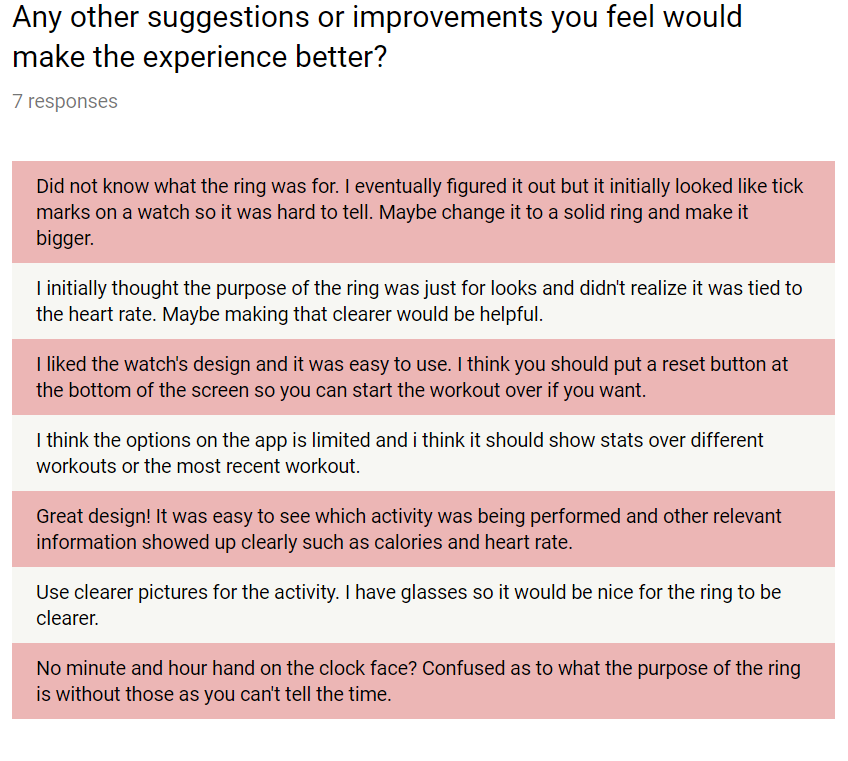 Any other suggestions or improvements you feel would
make the experience better?
7 responses
Did not know what the ring was for. I eventually figured it out but it initially looked like tick
marks on a watch so it was hard to tell. Maybe change it to a solid ring and make it
bigger.
I initially thought the purpose of the ring was just for looks and didn't realize it was tied to
the heart rate. Maybe making that clearer would be helpful.
I liked the watch's design and it was easy to use. I think you should put a reset button at
the bottom of the screen so you can start the workout over if you want.
I think the options on the app is limited and i think it should show stats over different
workouts or the most recent workout.
Great design! It was easy to see which activity was being performed and other relevant
information showed up clearly such as calories and heart rate.
Use clearer pictures for the activity. I have glasses so it would be nice for the ring to be
clearer.
No minute and hour hand on the clock face? Confused as to what the purpose of the ring
is without those as you can't tell the time.